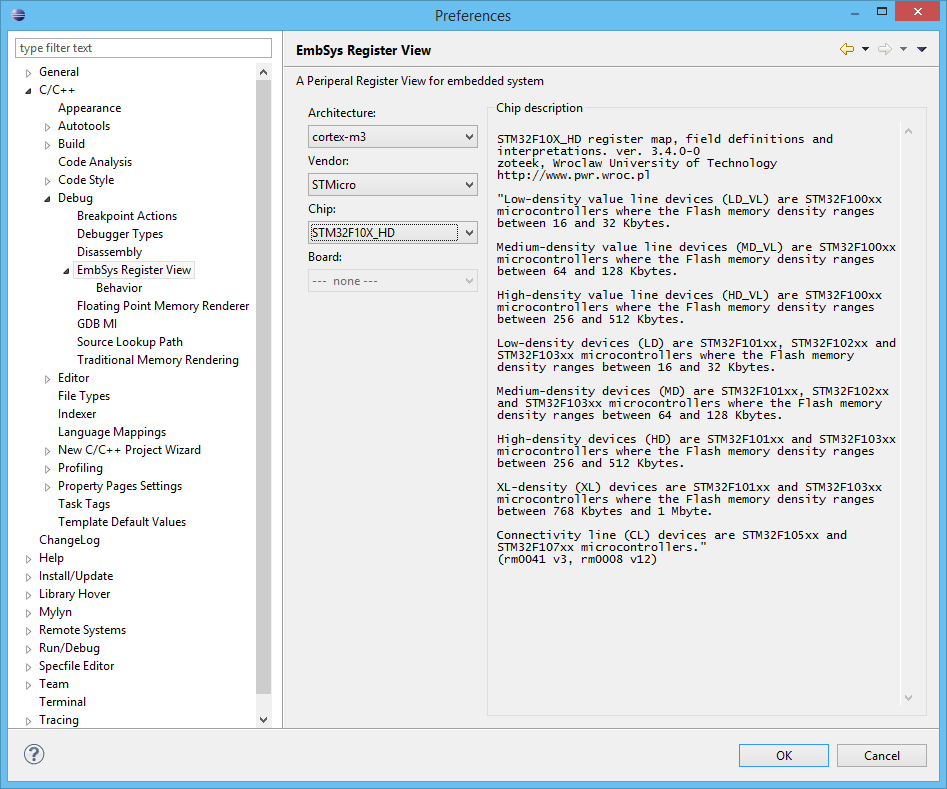 Preferences
type filter text
General
C/C++
Appearance
Autotools
Build
Code Analysis
Code Style
Debug
Breakpoint Actions
Debugger Types
Disassembly
EmbSys Register View
Behavior
Floating Point Memory Renderer
GDB MI
Source Lookup Path
Traditional Memory Rendering
Editor
File Types
Indexer
Language Mappings
New C/C++ Project Wizard
Profiling
Property Pages Settings
Task Tags
Template Default Values
ChangeLog
Help
Install/Update
Library Hover
Mylyn
Remote Systems
Run/Debug
Specfile Editor
Team
Terminal
Tracing
EmbSys Register View
A Periperal Register View for embedded system
Architecture:
cortex-m3
Vendor:
STMicro
Chip:
STM32F10X_HD
Board:
--- none ---
Chip description
STM32F10X_HD register map, field definitions and
interpretations. ver. 3.4.0-0
zoteek, Wroclaw University of Technology
http://www.pwr.wroc.pl
"Low-density value line devices (LD_VL) are STM32F100xx
microcontrollers where the Flash memory density ranges
between 16 and 32 Kbytes.
Medium-density value line devices (MD_VL) are STM32F100xx
microcontrollers where the Flash memory density ranges
between 64 and 128 Kbytes.
High-density value line devices (HD_VL) are STM32F100xx
microcontrollers where the Flash memory density ranges
between 256 and 512 Kbytes.
Low-density devices (LD) are STM32F101xx, STM32F102xx and
STM32F103xx microcontrollers where the Flash memory
density ranges between 16 and 32 Kbytes.
Medium-density devices (MD) are STM32F101xx, STM32F102xx
and STM32F103xx microcontrollers where the Flash memory
density ranges between 64 and 128 Kbytes.
High-density devices (HD) are STM32F101xx and STM32F103xx
microcontrollers where the Flash memory density ranges
between 256 and 512 Kbytes.
XL-density (XL) devices are STM32F101xx and STM32F103xx
microcontrollers where the Flash memory density ranges
between 768 Kbytes and 1 Mbyte.
Connectivity line (CL) devices are STM32F105xx and
STM32F107xx microcontrollers."
(rm0041 v3, rm0008 v12)
?
OK
Cancel